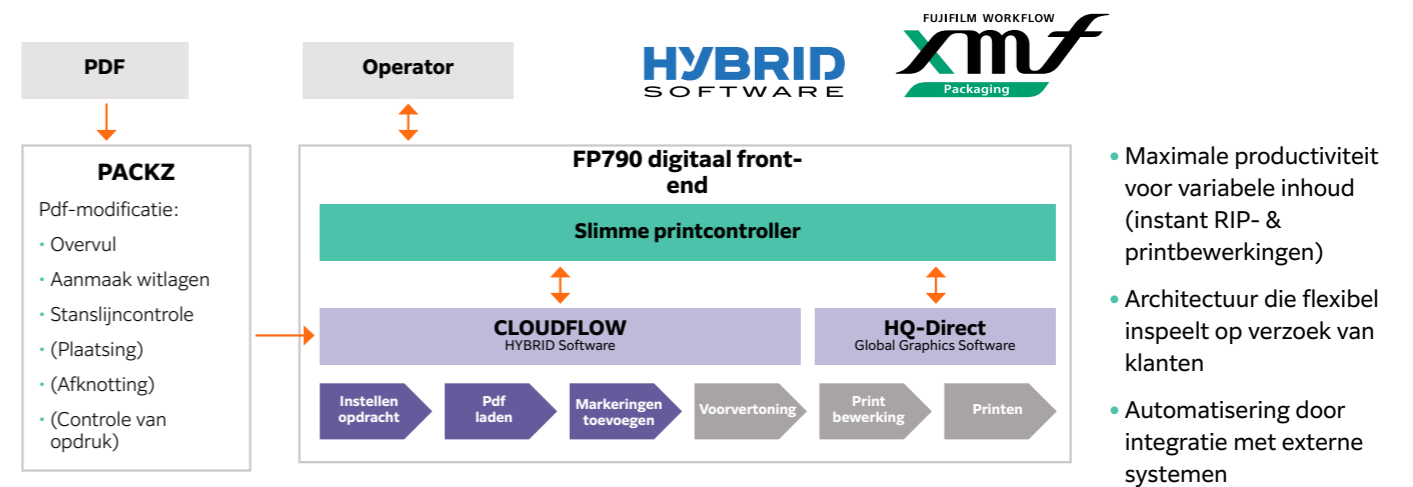 FUJIFILM WORKFLOW
xmf
Packaging
HYBRID
SOFTWARE
PDF
Operator
PACKZ
Pdf-modificatie:
· Overvul
· Aanmaak witlagen
· Stanslijncontrole
· (Plaatsing)
· (Afknotting)
· (Controle van
opdruk)
FP790 digitaal front-
end
Slimme printcontroller
CLOUDFLOW
HYBRID Software
HQ-Direct
Global Graphics Software
Instellen
opdracht
Pdf
laden
Markeringen
toevoegen
Voorvertoning
Print
bewerking
Printen
• Maximale productiviteit
voor variabele inhoud
(instant RIP- &
printbewerkingen)
• Architectuur die flexibel
inspeelt op verzoek van
klanten
• Automatisering door
integratie met externe
systemen